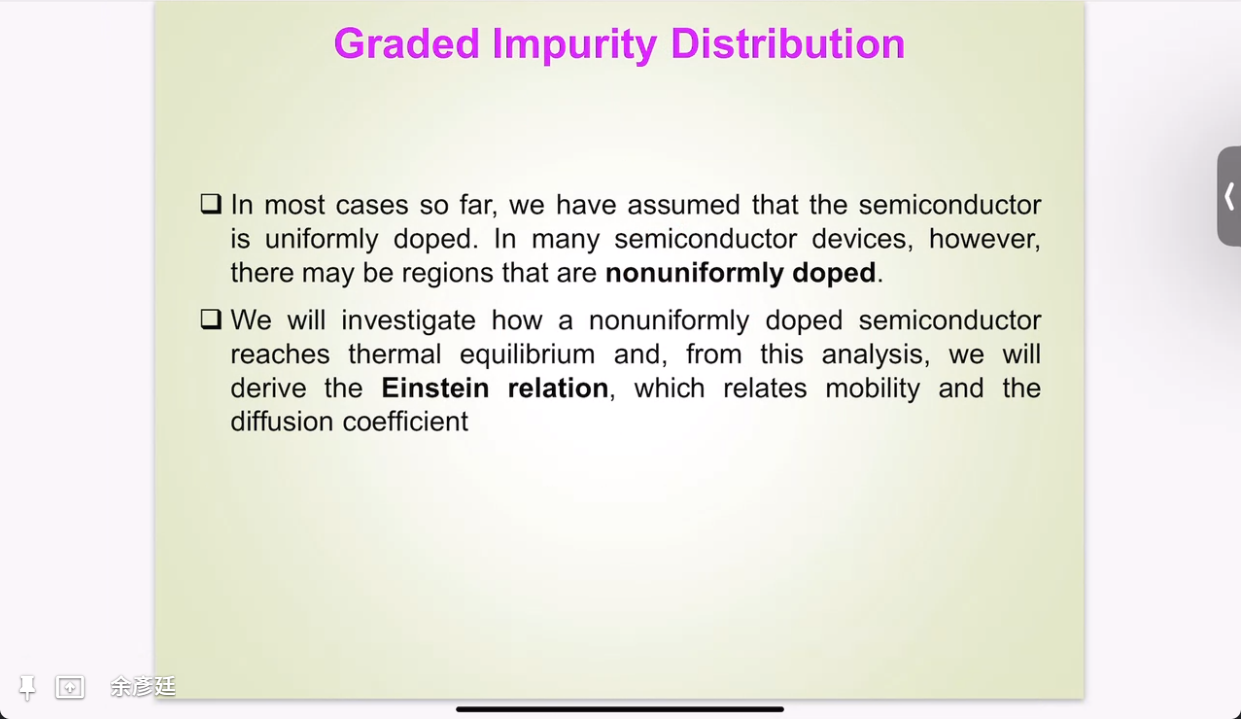 Graded Impurity Distribution
In most cases so far, we have assumed that the semiconductor
is uniformly doped. In many semiconductor devices, however,
there may be regions that are nonuniformly doped.
We will investigate how a nonuniformly doped semiconductor
reaches thermal equilibrium and, from this analysis, we will
derive the Einstein relation, which relates mobility and the
diffusion coefficient
余彥廷